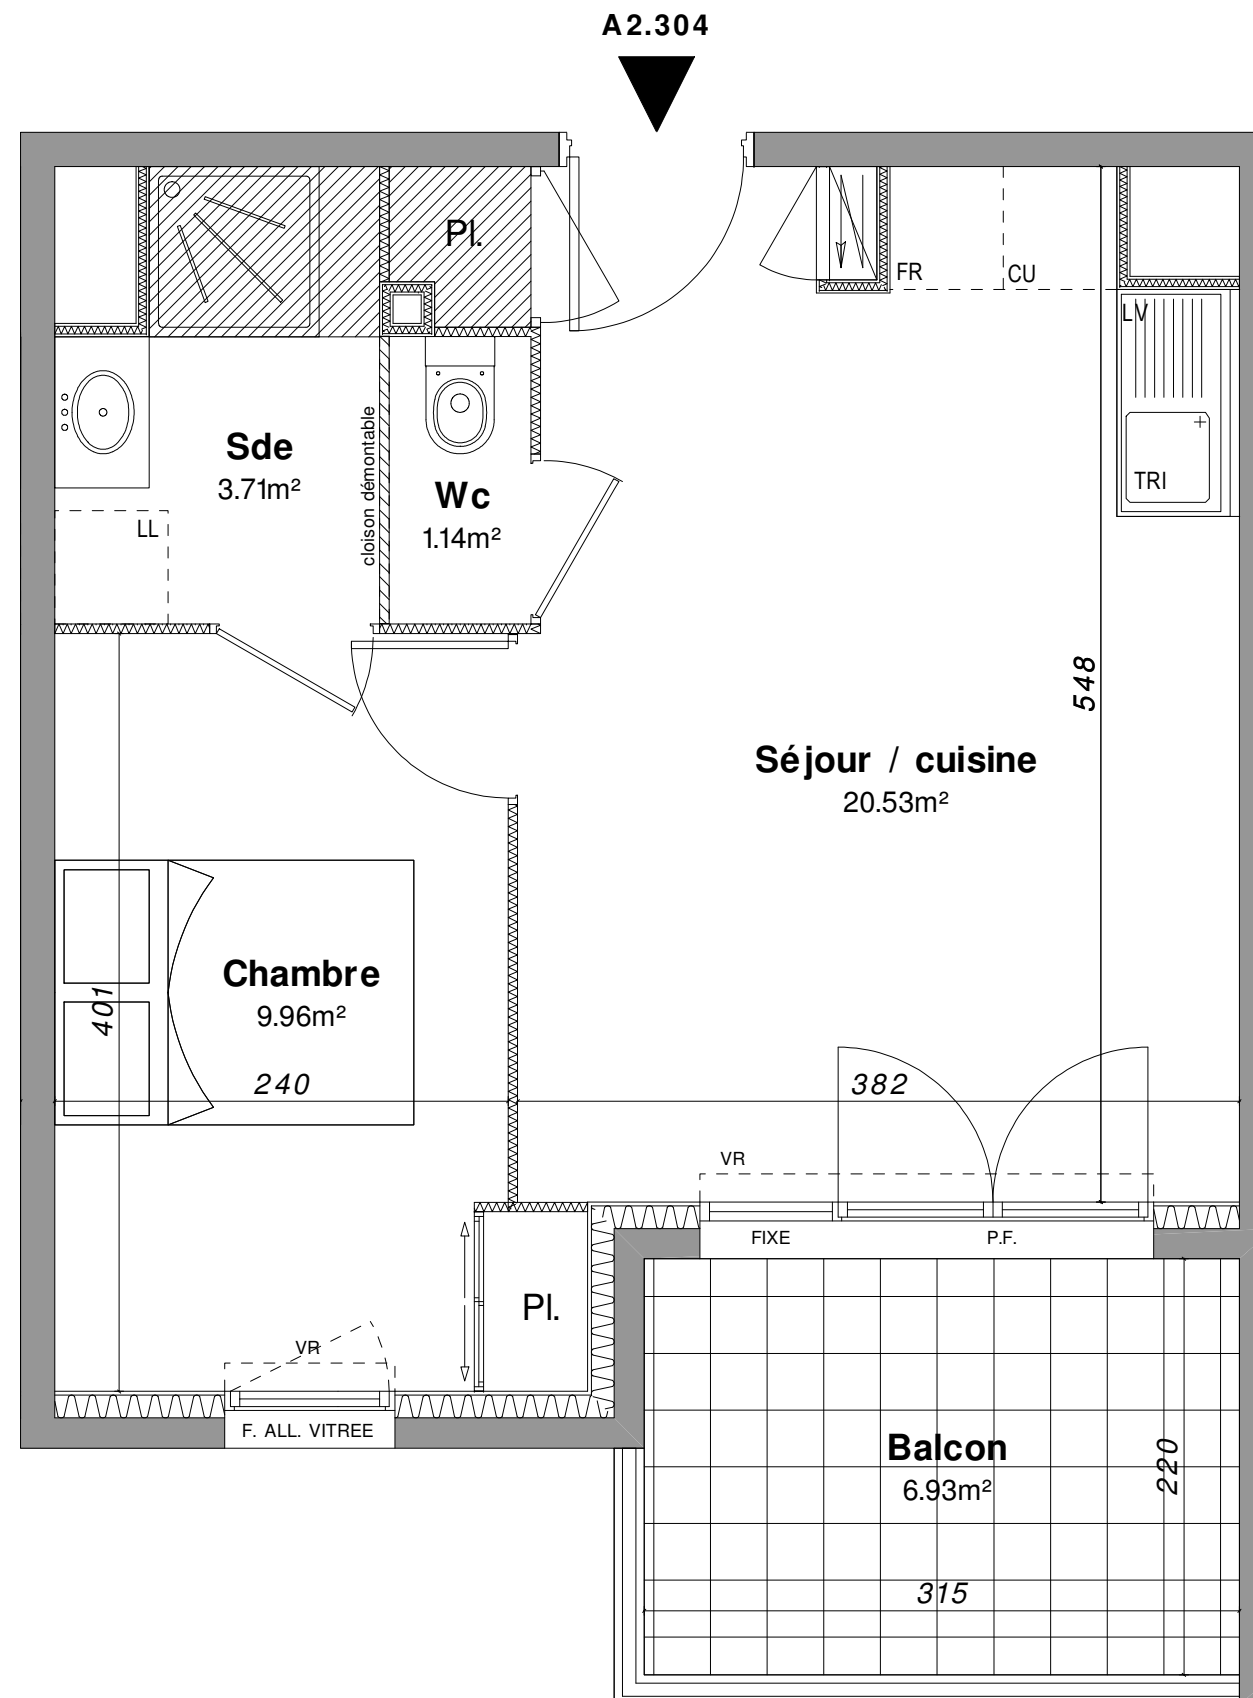 A2.304
Pl.
FR
CU
LV
TRI
Sde
3.71m²
cloison démontable
Wc
1.14m²
LL
548
Séjour / cuisine
20.53m²
Chambre
9.96m²
401
240
382
VR
FIXE
P.F.
Pl.
VR
F. ALL. VITREE
Balcon
6.93m²
220
315